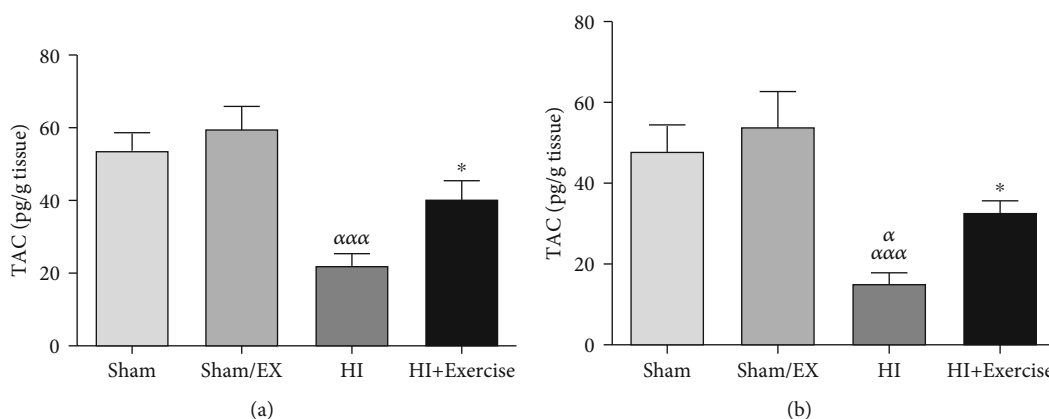 80
60
40
20
0
TAC (pg/g tissue)
ααα
*
Sham
Sham/EX
HI
HI+Exercise
(a)
80
60
40
20
0
TAC (pg/g tissue)
α
ααα
*
Sham
Sham/EX
HI
HI+Exercise
(b)